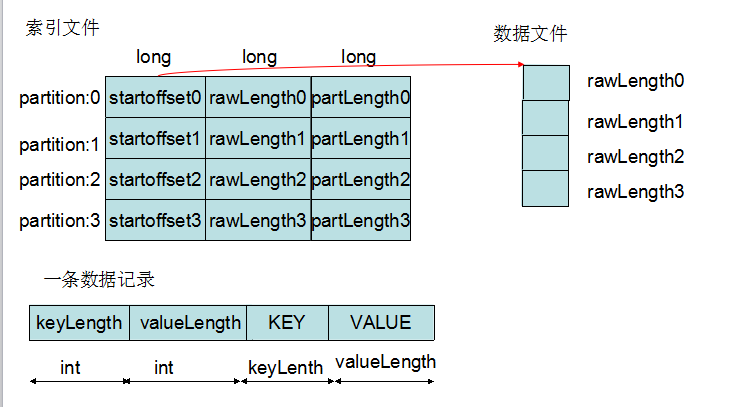 索引文件
数据文件
long long long
partition:0 startoffset0 rawLength0 partLength0
partition:1 startoffset1 rawLength1 partLength1
partition:2 startoffset2 rawLength2 partLength2
partition:3 startoffset3 rawLength3 partLength3
rawLength0
rawLength1
rawLength2
rawLength3
一条数据记录
keyLength valueLength KEY VALUE
int int keyLenth valueLength